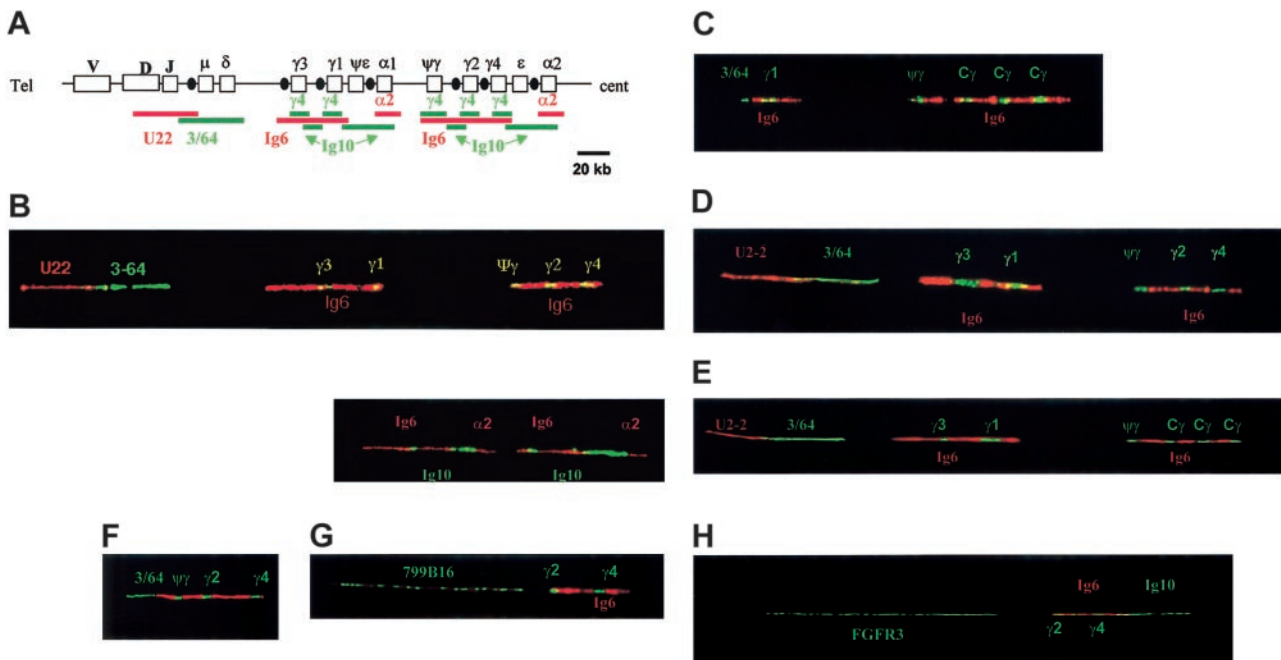 A
V D J μ δ γ3 γ1 ψε α1 ψγ γ2 γ4 ε α2
Tel cent
γ4 γ4 α2 γ4 γ4 γ4 α2
U22 3/64 Ig6 Ig10 Ig6 Ig10
20 kb
B
U22 3-64 γ3 γ1 Ψγ γ2 γ4
Ig6 Ig6
Ig6 α2 Ig6 α2
Ig10 Ig10
C
3/64 γ1 ψγ Cγ Cγ Cγ
Ig6 Ig6
D
U2-2 3/64 γ3 γ1 ψγ γ2 γ4
Ig6 Ig6
E
U2-2 3/64 γ3 γ1 ψγ Cγ Cγ Cγ
Ig6 Ig6
F
3/64 ψγ γ2 γ4
G
799B16 γ2 γ4
Ig6
H
Ig6 Ig10
FGFR3 γ2 γ4